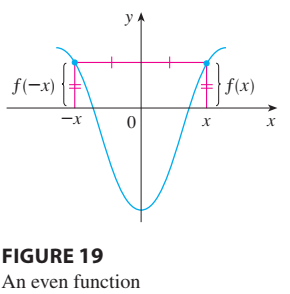 y
f(−x) f(x)
−x 0 x x
FIGURE 19
An even function